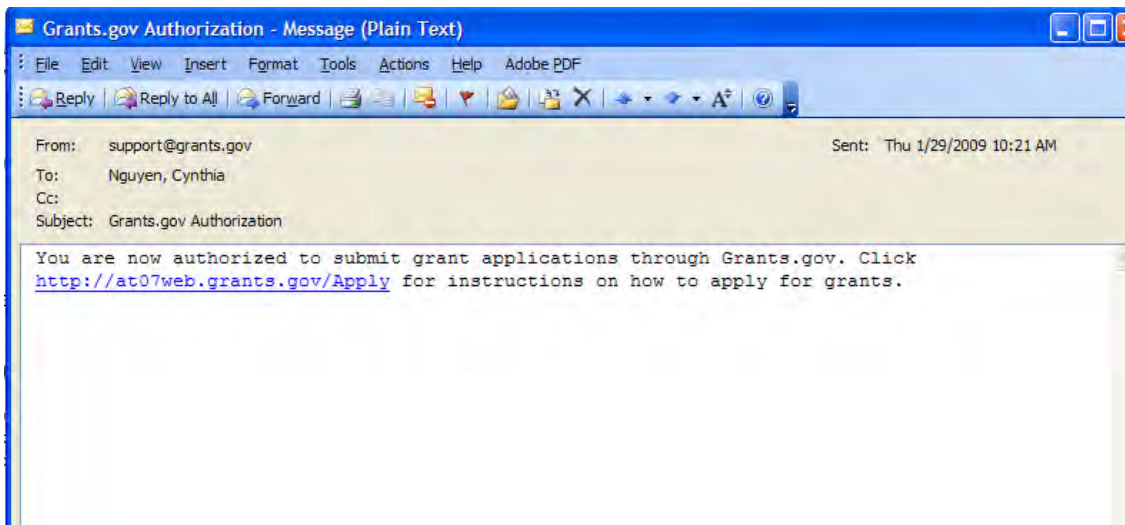 Grants.gov Authorization - Message (Plain Text)
File Edit View Insert Format Tools Actions Help Adobe PDF
Reply Reply to All Forward
From: support@grants.gov Sent: Thu 1/29/2009 10:21 AM
To: Nguyen, Cynthia
Cc:
Subject: Grants.gov Authorization
You are now authorized to submit grant applications through Grants.gov. Click
http://at07web.grants.gov/Apply for instructions on how to apply for grants.